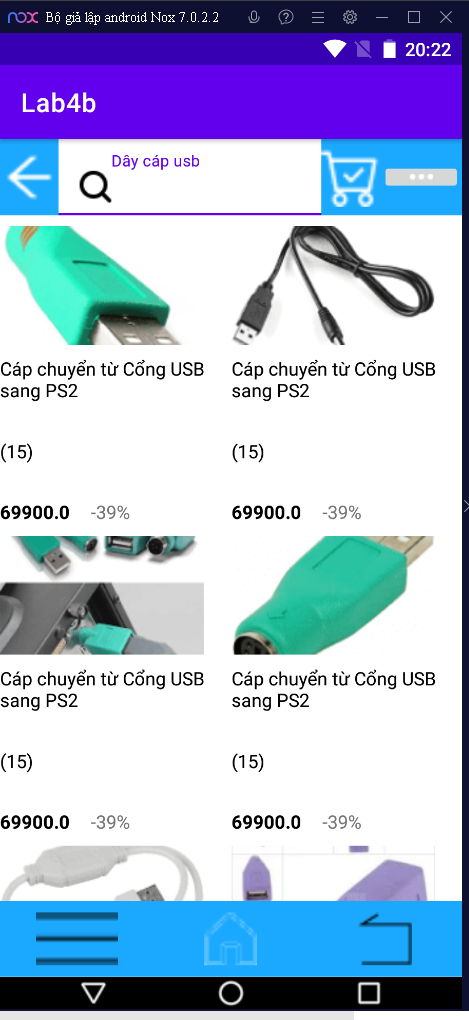 nox Bộ giả lập android Nox 7.0.2.2
20:22
Lab4b
Dây cáp usb
Cáp chuyển từ Cổng USB
sang PS2
(15)
69900.0 -39%
Cáp chuyển từ Cổng USB
sang PS2
(15)
69900.0 -39%
Cáp chuyển từ Cổng USB
sang PS2
(15)
69900.0 -39%
Cáp chuyển từ Cổng USB
sang PS2
(15)
69900.0 -39%